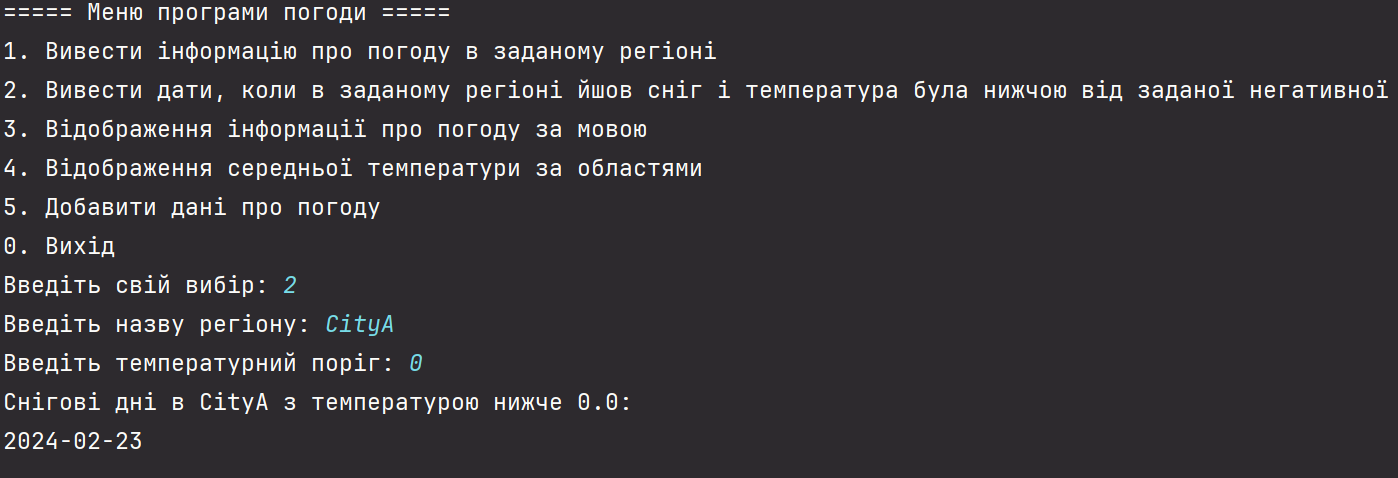 ===== Меню програми погоди =====
1. Вивести інформацію про погоду в заданому регіоні
2. Вивести дати, коли в заданому регіоні йшов сніг і температура була нижчою від заданої негативної
3. Відображення інформації про погоду за мовою
4. Відображення середньої температури за областями
5. Добавити дані про погоду
0. Вихід
Введіть свій вибір: 2
Введіть назву регіону: CityA
Введіть температурний поріг: 0
Снігові дні в CityA з температурою нижче 0.0:
2024-02-23